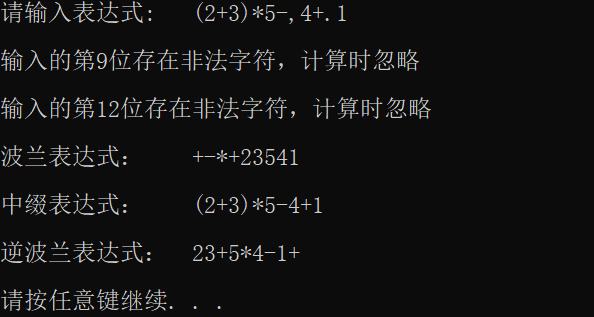 请输入表达式:   (2+3)*5-,4+.1
输入的第9位存在非法字符，计算时忽略
输入的第12位存在非法字符，计算时忽略
波兰表达式：    +-*+23541
中缀表达式：    (2+3)*5-4+1
逆波兰表达式：  23+5*4-1+
请按任意键继续. . .